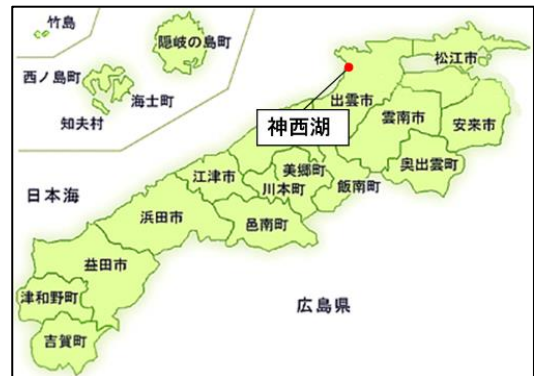 竹島
隠岐の島町
西ノ島町
海士町
知夫村
松江市
出雲市
神西湖
雲南市
安来市
奥出雲町
美郷町
飯南町
江津市
川本町
日本海
浜田市
邑南町
益田市
津和野町
広島県
吉賀町